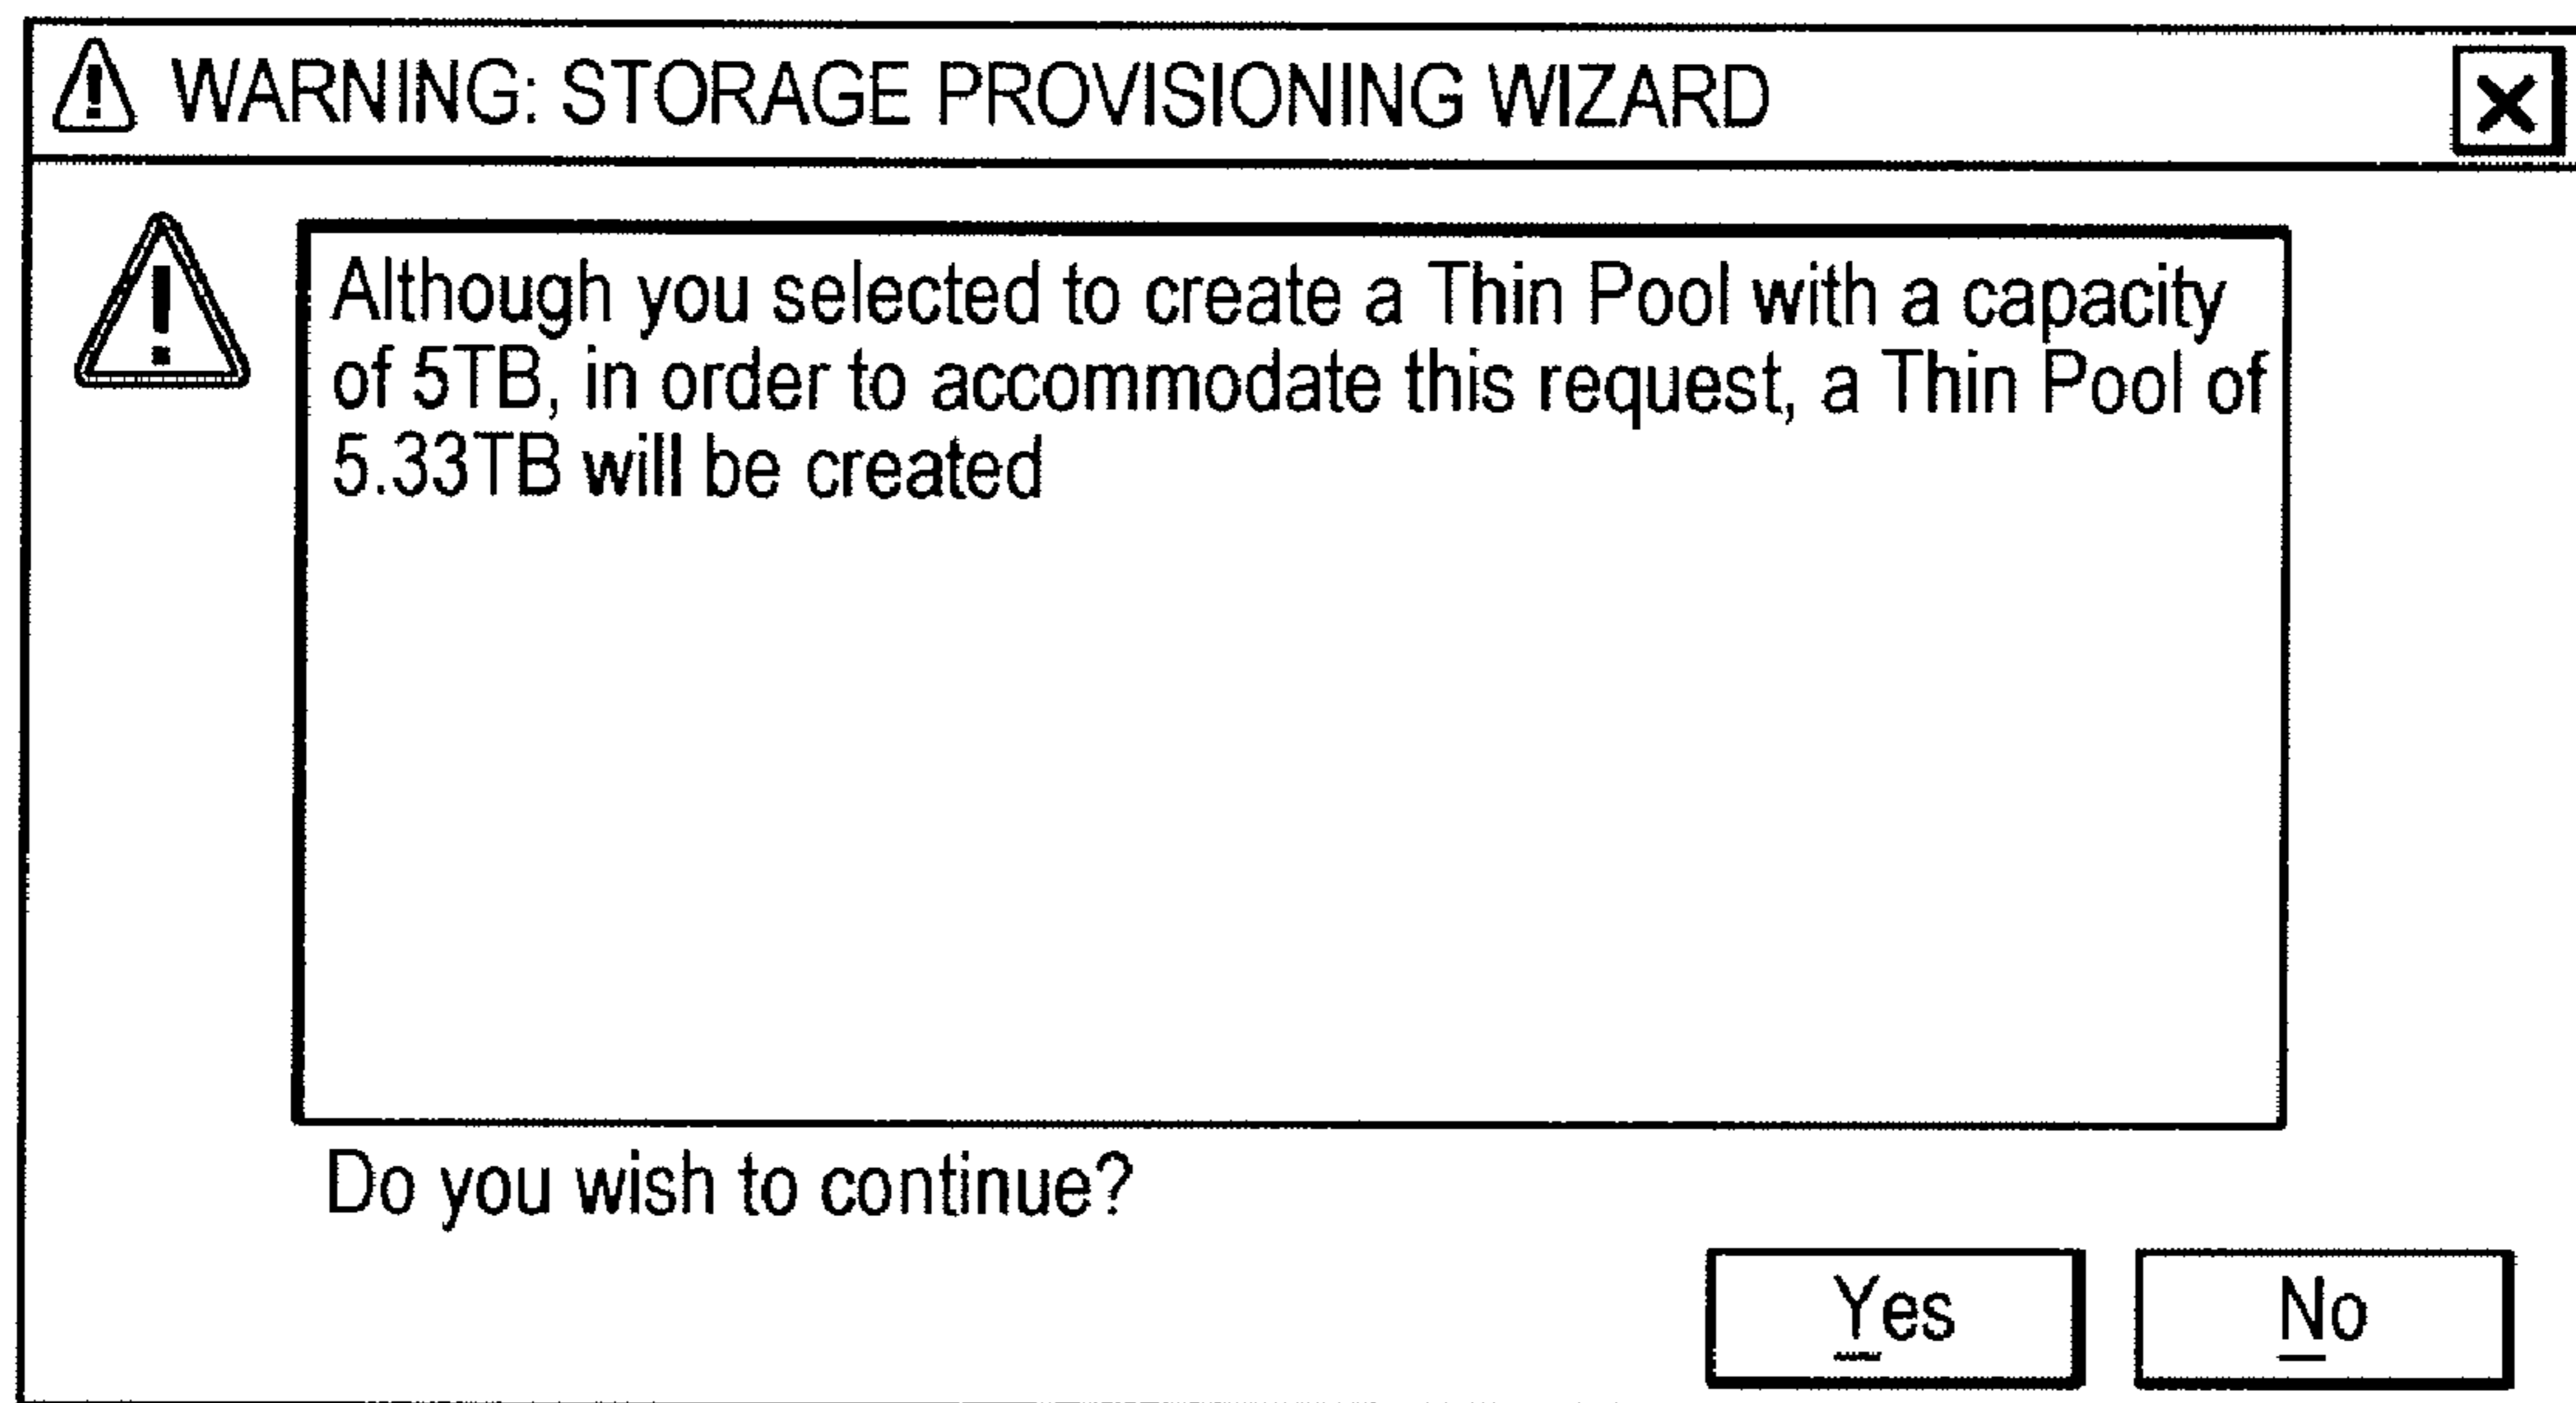 WARNING: STORAGE PROVISIONING WIZARD
Although you selected to create a Thin Pool with a capacity
of 5TB, in order to accommodate this request, a Thin Pool of
5.33TB will be created
Do you wish to continue?
Yes
No